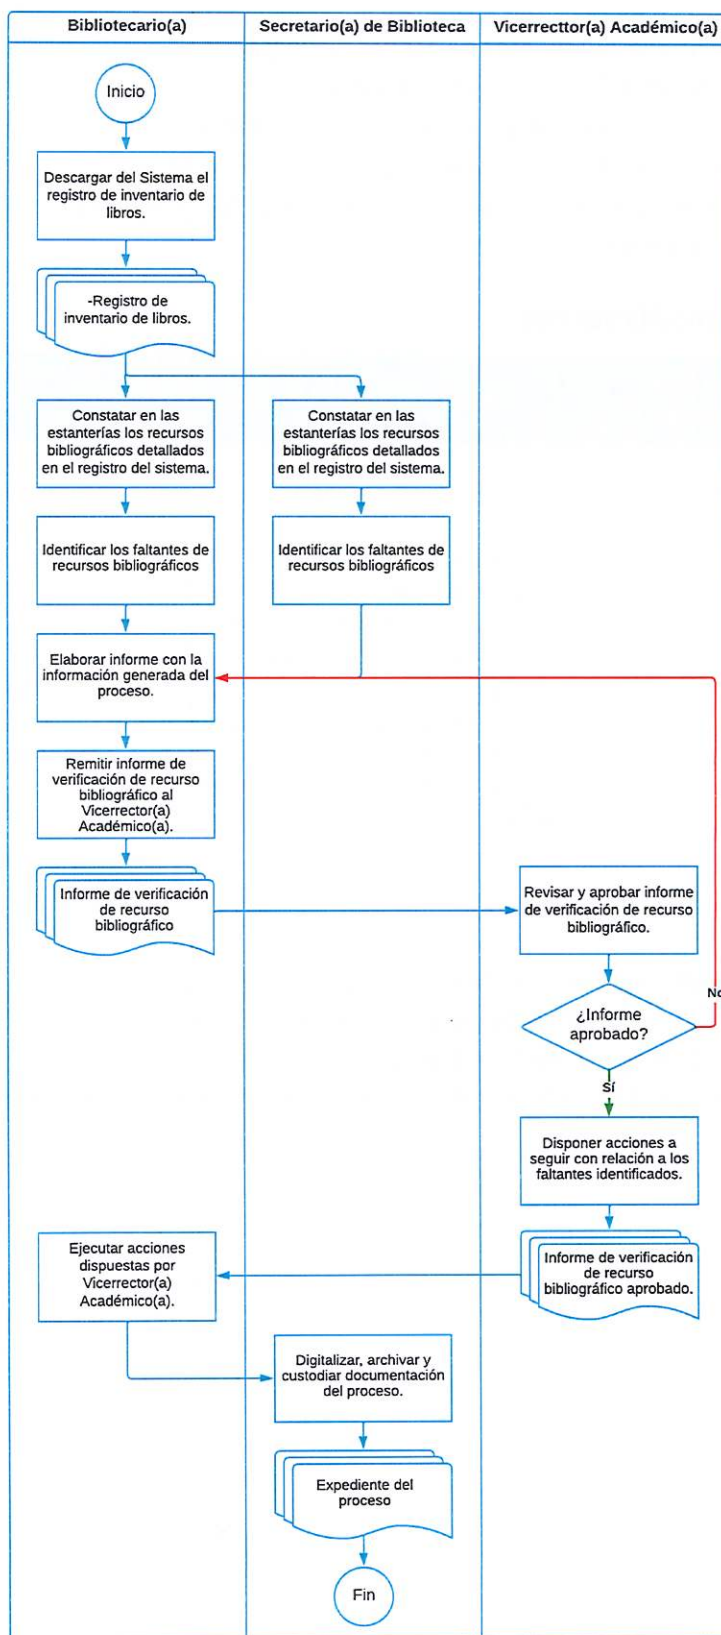 Bibliotecario(a)
Secretario(a) de Biblioteca
Vicerrecttor(a) Académico(a)
Inicio
Descargar del Sistema el
registro de inventario de
libros.
-Registro de
inventario de libros.
Constatar en las
estanterías los recursos
bibliográficos detallados
en el registro del sistema.
Constatar en las
estanterías los recursos
bibliográficos detallados
en el registro del sistema.
Identificar los faltantes de
recursos bibliográficos
Identificar los faltantes de
recursos bibliográficos
Elaborar informe con la
información generada del
proceso.
Remitir informe de
verificación de recurso
bibliográfico al
Vicerrector(a)
Académico(a).
Informe de verificación
de recurso
bibliográfico
Revisar y aprobar informe
de verificación de recurso
bibliográfico.
¿Informe
aprobado?
No
Sí
Disponer acciones a
seguir con relación a los
faltantes identificados.
Informe de verificación
de recurso
bibliográfico aprobado.
Ejecutar acciones
dispuestas por
Vicerrector(a)
Académico(a).
Digitalizar, archivar y
custodiar documentación
del proceso.
Expediente del
proceso
Fin